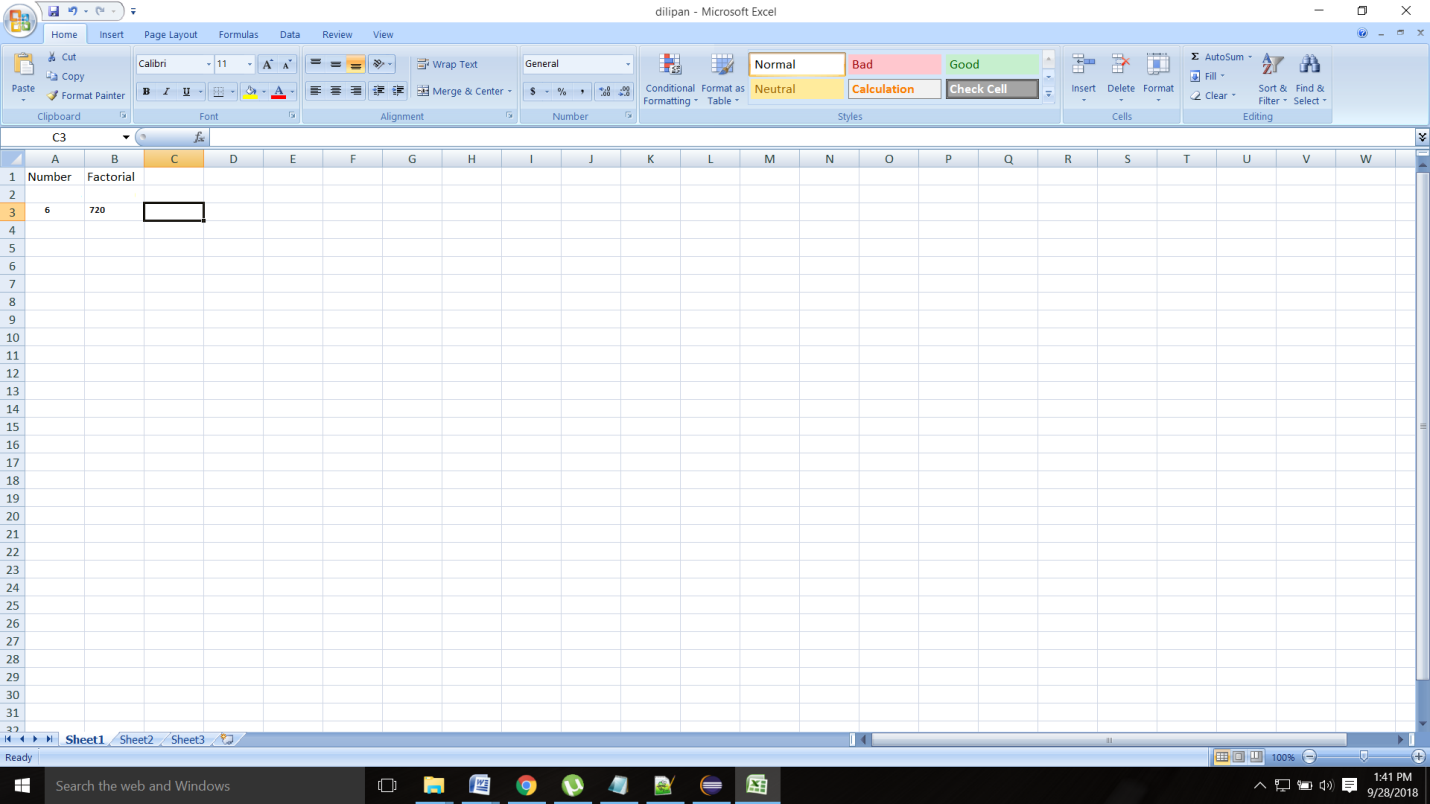 dilipan - Microsoft Excel
Home Insert Page Layout Formulas Data Review View
Cut Calibri 11 Wrap Text General Normal Bad Good AutoSum
Copy Fill
Paste Format Painter Merge & Center $ % , Conditional Formatting Format as Table Neutral Calculation Check Cell Insert Delete Format Clear Sort & Filter Find & Select
B I U A
Clipboard Font Alignment Number Styles Cells Editing
C3 fx
A B C D E F G H I J K L M N O P Q R S T U V W
1 Number Factorial
2
3 6 720
4
5
6
7
8
9
10
11
12
13
14
15
16
17
18
19
20
21
22
23
24
25
26
27
28
29
30
31
32
Sheet1 Sheet2 Sheet3
Ready 100%
Search the web and Windows
1:41 PM
9/28/2018